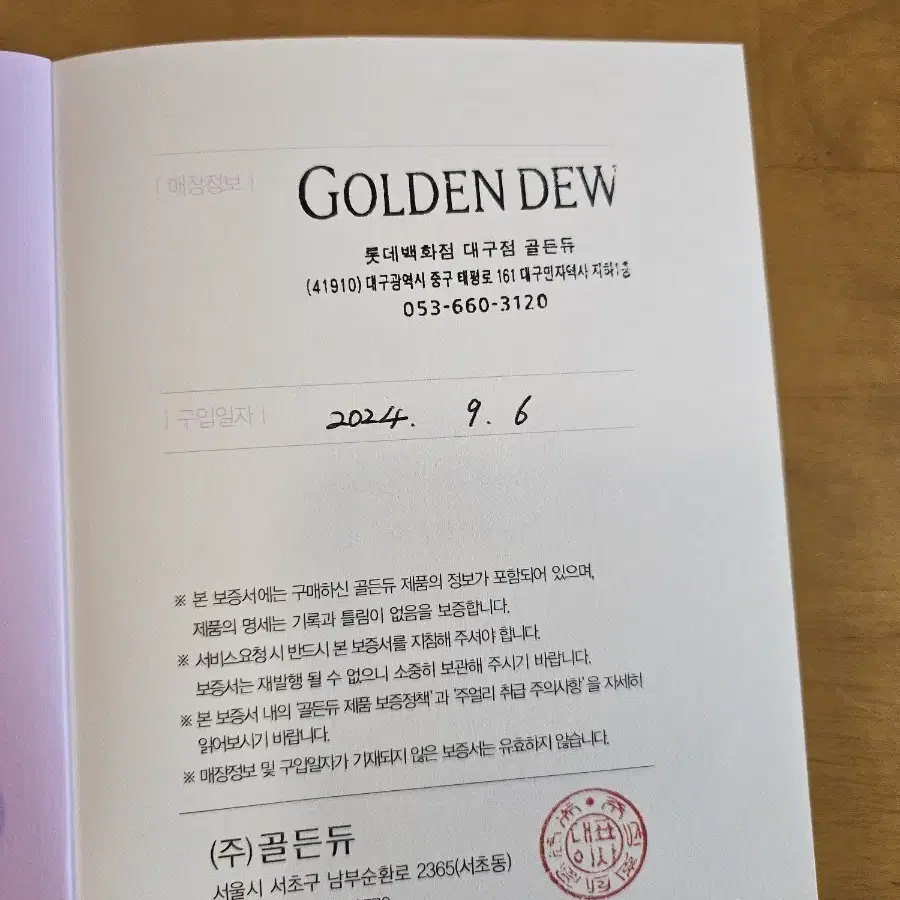 | 매장정보 |
GOLDEN DEW
롯데백화점 대구점 골든듀
(41910) 대구광역시 중구 태평로 161 대구민자역사 지하1층
053-660-3120
| 구입일자 |
2024. 9. 6
※ 본 보증서에는 구매하신 골든듀 제품의 정보가 포함되어 있으며,
제품의 명세는 기록과 틀림이 없음을 보증합니다.
※ 서비스요청 시 반드시 본 보증서를 지침해 주셔야 합니다.
보증서는 재발행 될 수 없으니 소중히 보관해 주시기 바랍니다.
※ 본 보증서 내의 '골든듀 제품 보증정책' 과 '주얼리 취급 주의사항' 을 자세히
읽어보시기 바랍니다.
※ 매장정보 및 구입일자가 기재되지 않은 보증서는 유효하지 않습니다.
(주)골든듀
대표
이사
서울시 서초구 남부순환로 2365(서초동)